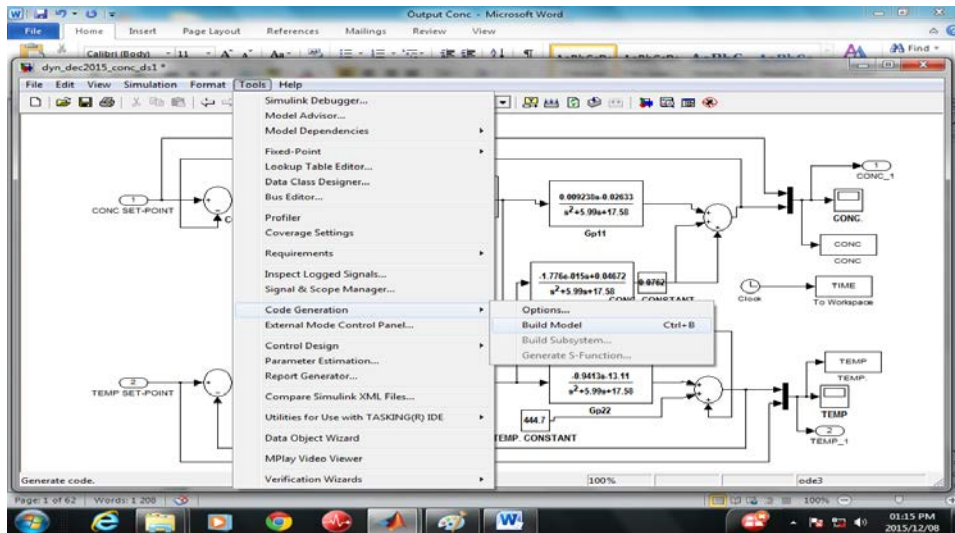 Output Conc - Microsoft Word
File Home Insert Page Layout References Mailings Review View
Calibri (Body) 11
Find
dyn_dec2015_conc_ds1 *
File Edit View Simulation Format Tools Help
Simulink Debugger...
Model Advisor...
Model Dependencies
Fixed-Point
Lookup Table Editor...
Data Class Designer...
Bus Editor...
Profiler
Coverage Settings
Requirements
Inspect Logged Signals...
Signal & Scope Manager...
Code Generation
External Mode Control Panel...
Control Design
Parameter Estimation...
Report Generator...
Compare Simulink XML Files...
Utilities for Use with TASKING(R) IDE
Data Object Wizard
MPlay Video Viewer
Verification Wizards
Options...
Build Model Ctrl+B
Build Subsystem...
Generate S-Function...
1
CONC SET-POINT
2
TEMP SET-POINT
0.009238s-0.02633
s²+5.99s+17.58
Gp11
-1.776e-015s+0.04672
s²+5.99s+17.58
0.0762
CONC. CONSTANT
-0.9413s-13.11
s²+5.99s+17.58
Gp22
444.7
TEMP. CONSTANT
1
CONC_1
CONC.
CONC
CONC
Clock
TIME
To Workspace
TEMP
TEMP.
TEMP
2
TEMP_1
Generate code.
100%
ode3
Page: 1 of 62 Words: 1 208
100%
01:15 PM
2015/12/08